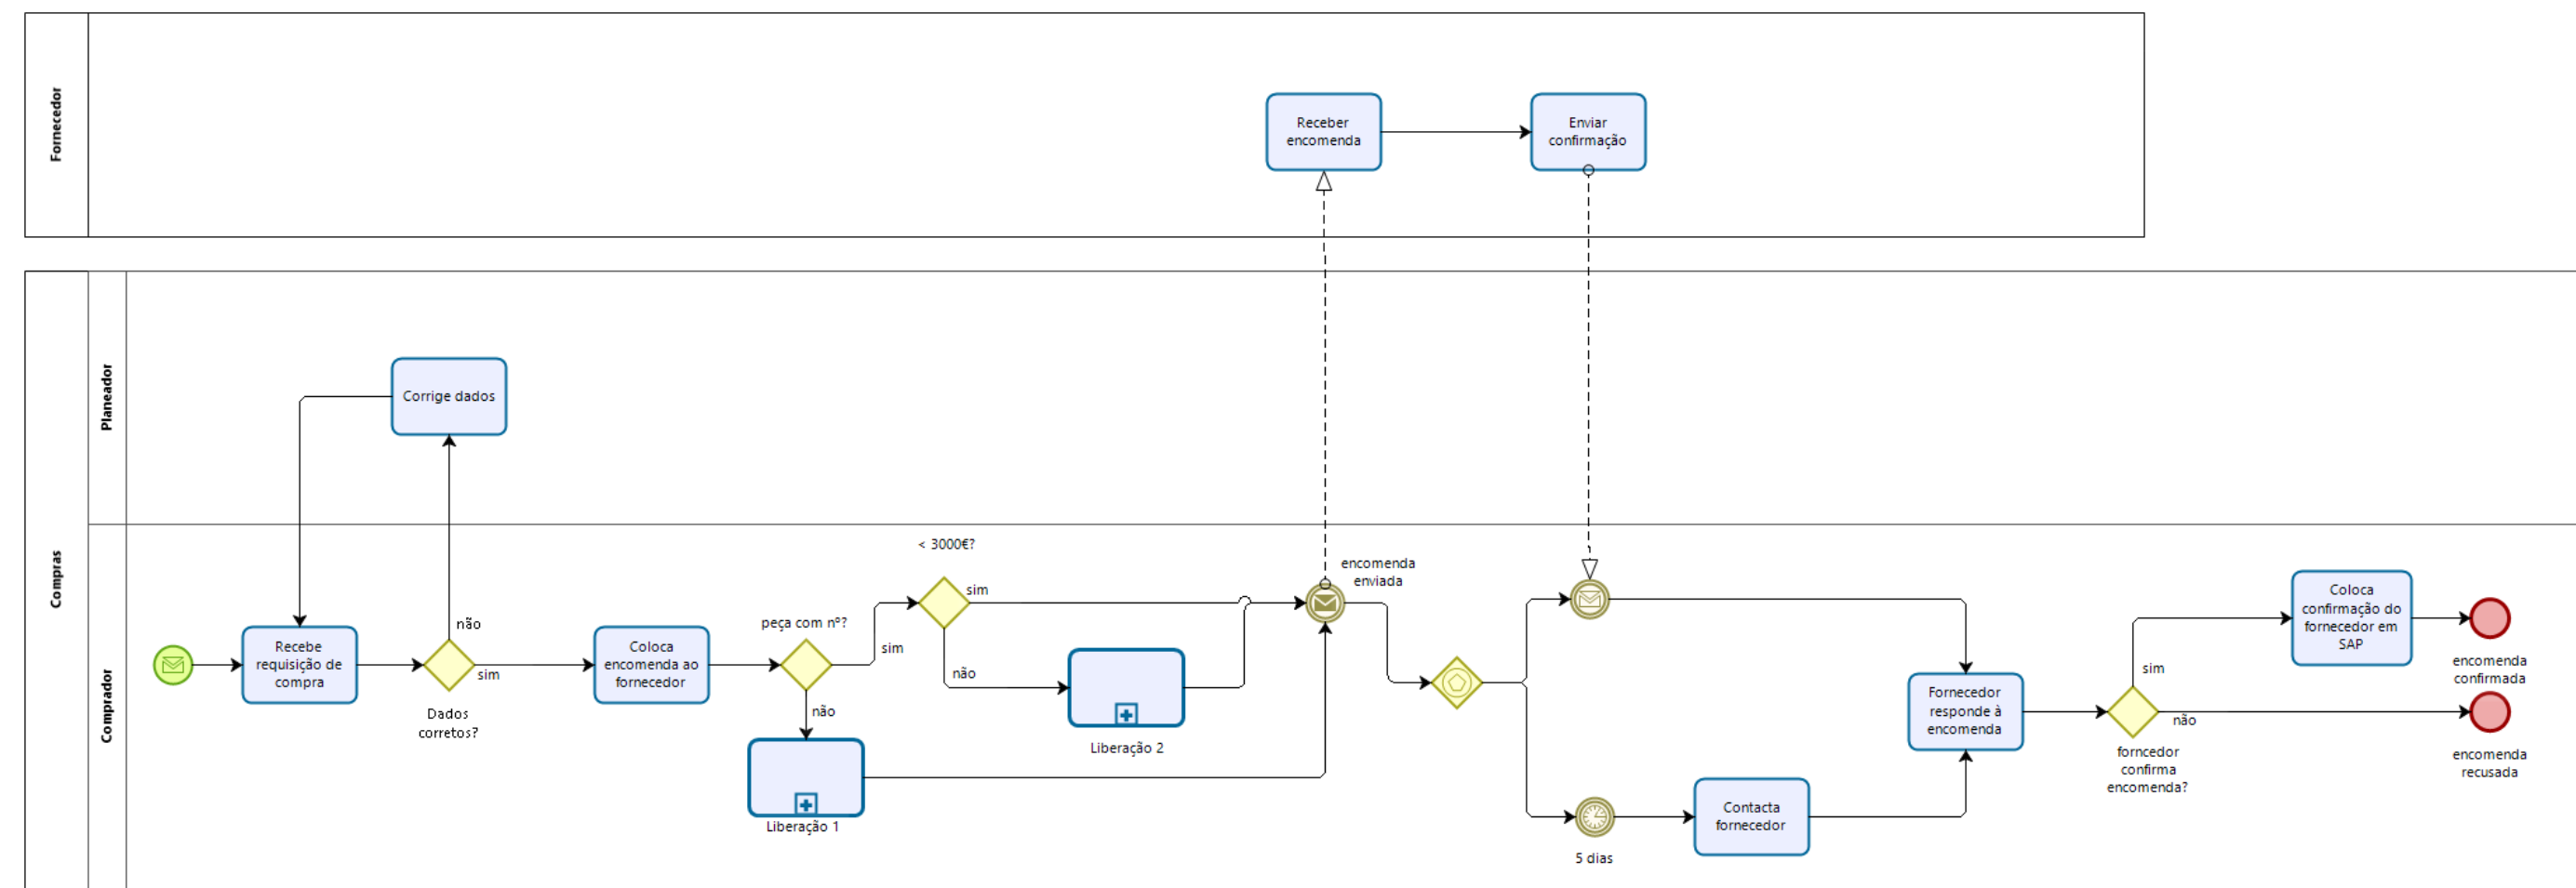 Fornecedor
Receber
encomenda
Enviar
confirmação
Compras
Planeador
Corrige dados
Comprador
Recebe
requisição de
compra
não
sim
Dados
corretos?
Coloca
encomenda ao
fornecedor
peça com nº?
sim
não
Liberação 1
< 3000€?
sim
não
Liberação 2
encomenda
enviada
5 dias
Contacta
fornecedor
Fornecedor
responde à
encomenda
sim
não
forncedor
confirma
encomenda?
Coloca
confirmação do
fornecedor em
SAP
encomenda
confirmada
encomenda
recusada